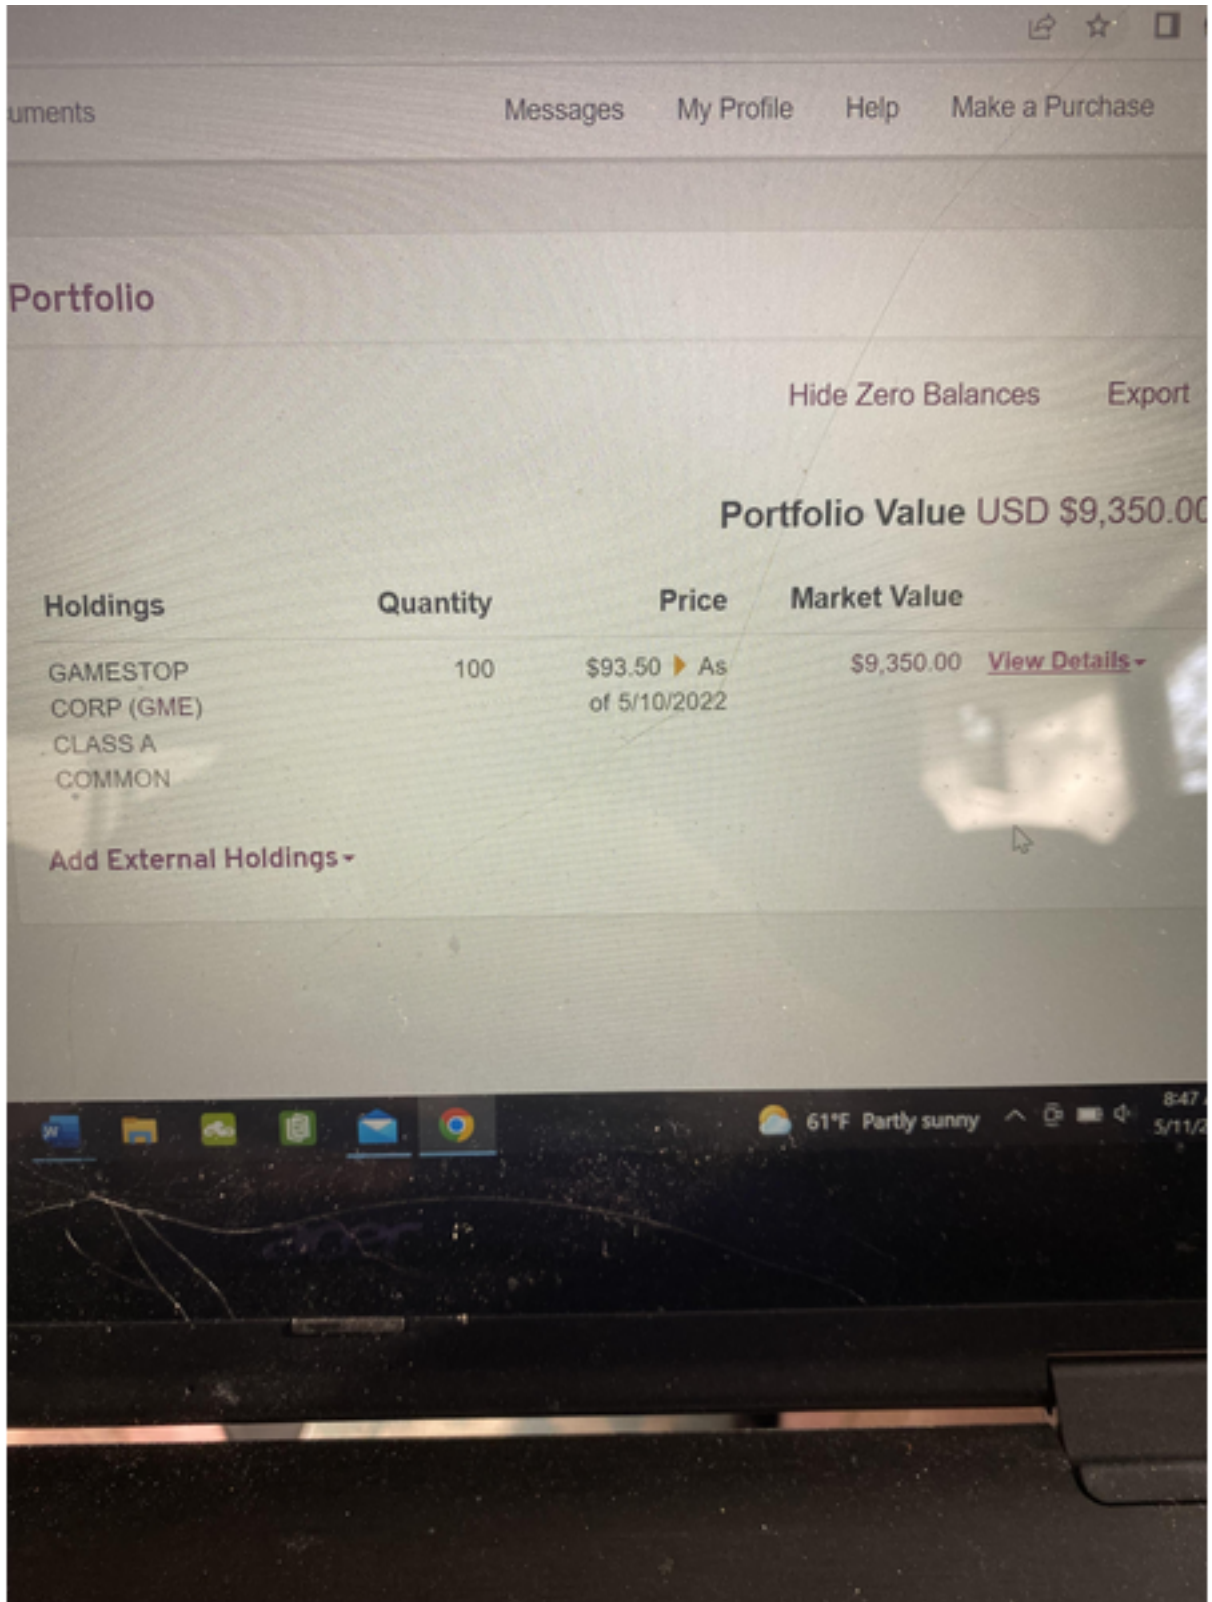 uments Messages My Profile Help Make a Purchase
Portfolio
Hide Zero Balances Export
Portfolio Value USD $9,350.00
Holdings Quantity Price Market Value
GAMESTOP 100 $93.50 As $9,350.00 View Details
CORP (GME) of 5/10/2022
CLASS A
COMMON
Add External Holdings
61°F Partly sunny 8:47
5/11/2
acer